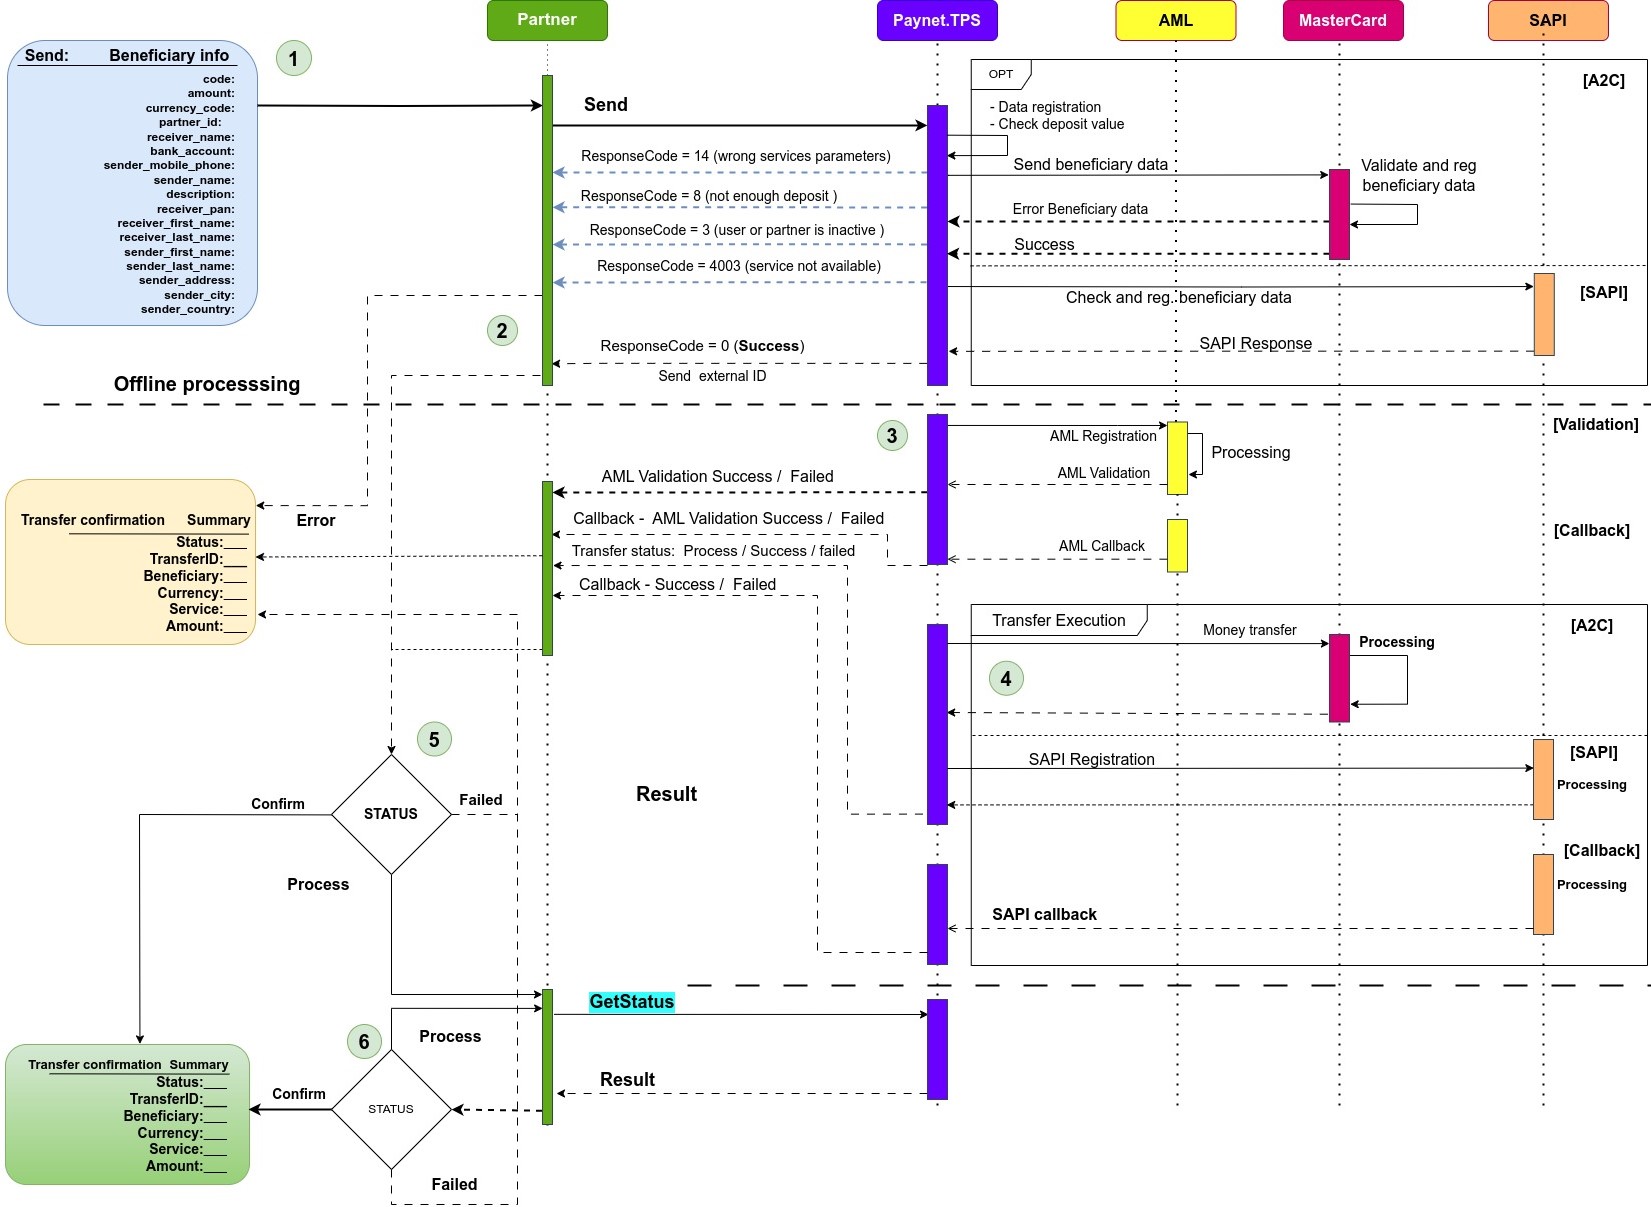 Partner
Paynet.TPS
AML
MasterCard
SAPI
Send: Beneficiary info
code:
amount:
currency_code:
partner_id:
receiver_name:
bank_account:
sender_mobile_phone:
sender_name:
description:
receiver_pan:
receiver_first_name:
receiver_last_name:
sender_first_name:
sender_last_name:
sender_address:
sender_city:
sender_country:
1
Send
OPT
[A2C]
- Data registration
- Check deposit value
ResponseCode = 14 (wrong services parameters)
Send beneficiary data
Validate and reg
beneficiary data
ResponseCode = 8 (not enough deposit )
Error Beneficiary data
ResponseCode = 3 (user or partner is inactive )
Success
ResponseCode = 4003 (service not available)
Check and reg. beneficiary data
[SAPI]
2
ResponseCode = 0 (Success)
SAPI Response
Send external ID
Offline processsing
3
[Validation]
AML Registration
Processing
AML Validation
AML Validation Success / Failed
Callback - AML Validation Success / Failed
[Callback]
AML Callback
Transfer status: Process / Success / failed
Callback - Success / Failed
Error
Transfer confirmation Summary
Status:___
TransferID:___
Beneficiary:___
Currency:___
Service:___
Amount:___
Transfer Execution
[A2C]
Money transfer
Processing
4
5
SAPI Registration
[SAPI]
Processing
Result
Confirm
STATUS
Failed
Process
[Callback]
Processing
SAPI callback
GetStatus
6
Process
Result
Transfer confirmation Summary
Status:___
TransferID:___
Beneficiary:___
Currency:___
Service:___
Amount:___
Confirm
STATUS
Failed